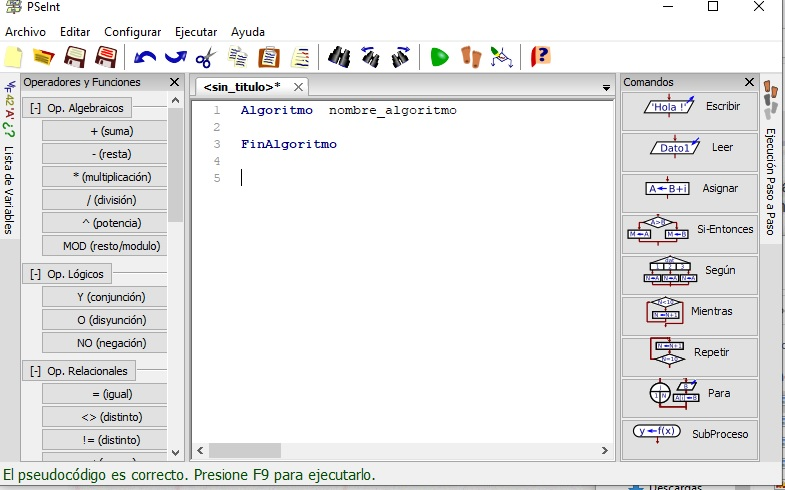 PSeInt
Archivo Editar Configurar Ejecutar Ayuda
Lista de Variables
Operadores y Funciones
[-] Op. Algebraicos
+ (suma)
- (resta)
* (multiplicación)
/ (división)
^ (potencia)
MOD (resto/modulo)
[-] Op. Lógicos
Y (conjunción)
O (disyunción)
NO (negación)
[-] Op. Relacionales
= (igual)
<> (distinto)
!= (distinto)
<sin_titulo>*
1 Algoritmo nombre_algoritmo
2
3 FinAlgoritmo
4
5
Comandos
'Hola !' Escribir
Dato1 Leer
A←B+i Asignar
A>B
M←A M←B Si-Entonces
1 2 3 Según
Mientras
Repetir
Para
y←f(x) SubProceso
Ejecución Paso a Paso
El pseudocódigo es correcto. Presione F9 para ejecutarlo.
Descargas